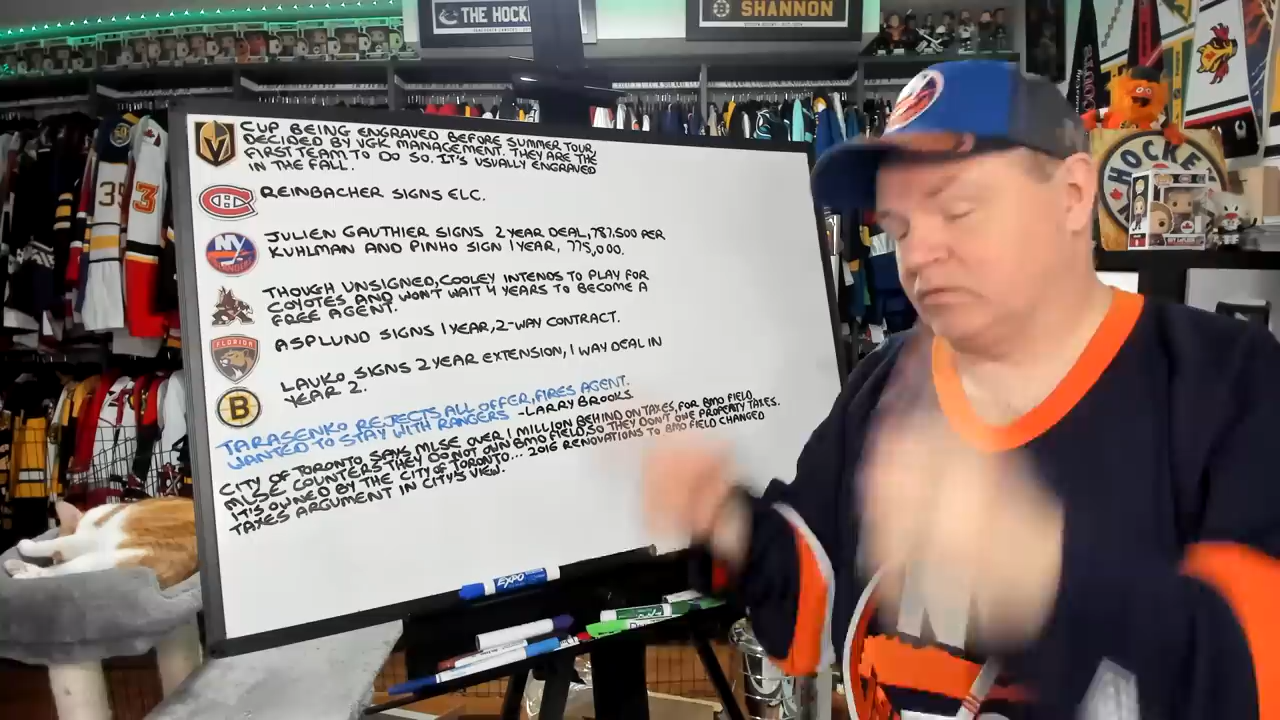 THE HOCK
SHANNON
CUP BEING ENGRAVED BEFORE SUMMER TOUR,
DECIDED BY VGK MANAGEMENT. THEY ARE THE
FIRST TEAM TO DO SO. IT'S USUALLY ENGRAVED
IN THE FALL.
REINBACHER SIGNS ELC.
NY
JULIEN GAUTHIER SIGNS 2 YEAR DEAL, 787,500 PER
KUHLMAN AND PINHO SIGN 1 YEAR, 775,000.
THOUGH UNSIGNED, COOLEY INTENDS TO PLAY FOR
COYOTES AND WON'T WAIT 4 YEARS TO BECOME A
FREE AGENT.
FLORIDA
ASPLUND SIGNS 1 YEAR, 2-WAY CONTRACT.
B
LAUKO SIGNS 2 YEAR EXTENSION, 1 WAY DEAL IN
YEAR 2.
TARASENKO REJECTS ALL OFFER, FIRES AGENT.
WANTED TO STAY WITH RANGERS -LARRY BROOKS
CITY OF TORONTO SAYS MLSE OVER 1 MILLION BEHIND ON TAXES, FOR BMO FIELD
MLSE COUNTERS THEY DO NOT OWN BMO FIELD, SO THEY DON'T OWE PROPERTY TAXES.
IT'S OWNED BY THE CITY OF TORONTO... 2016 RENOVATIONS TO BMO FIELD CHANGED
TAXES ARGUMENT IN CITY'S VIEW.
EXPO
HOCKEY
35
3